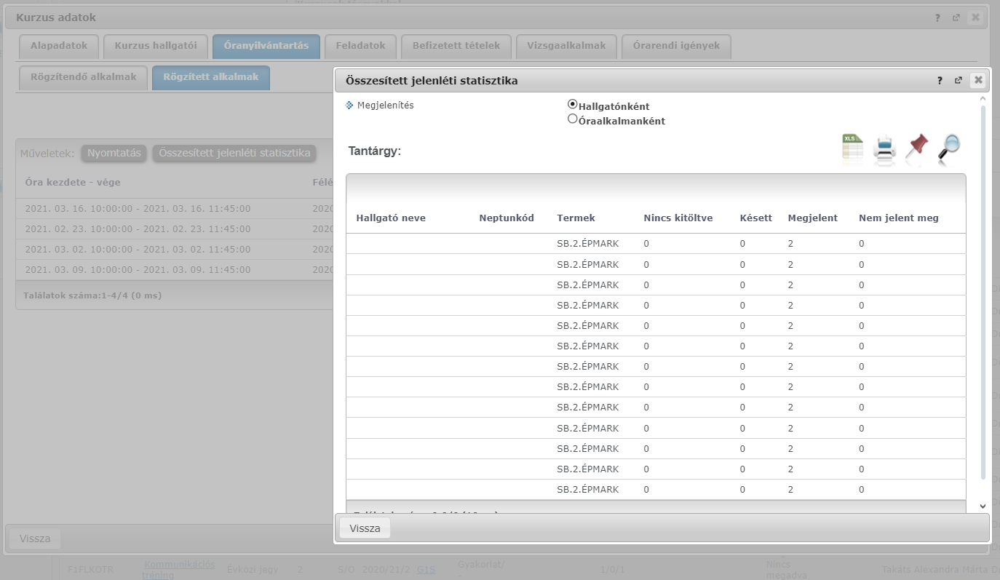 Kurzus adatok
?
Alapadatok Kurzus hallgatói Óranyilvántartás Feladatok Befizetett tételek Vizsgaalkalmak Órarendi igények
Rögzítendő alkalmak Rögzített alkalmak
Műveletek: Nyomtatás Összesített jelenléti statisztika
Óra kezdete - vége Félé
2021. 03. 16. 10:00:00 - 2021. 03. 16. 11:45:00 2020
2021. 02. 23. 10:00:00 - 2021. 02. 23. 11:45:00 2020
2021. 03. 02. 10:00:00 - 2021. 03. 02. 11:45:00 2020
2021. 03. 09. 10:00:00 - 2021. 03. 09. 11:45:00 2020
Találatok száma:1-4/4 (0 ms)
Összesített jelenléti statisztika ?
Megjelenítés
Hallgatónként
Óraalkalmanként
Tantárgy:
XLS
Hallgató neve Neptunkód Termek Nincs kitöltve Késett Megjelent Nem jelent meg
SB.2.ÉPMARK 0 0 2 0
SB.2.ÉPMARK 0 0 2 0
SB.2.ÉPMARK 0 0 2 0
SB.2.ÉPMARK 0 0 2 0
SB.2.ÉPMARK 0 0 2 0
SB.2.ÉPMARK 0 0 2 0
SB.2.ÉPMARK 0 0 2 0
SB.2.ÉPMARK 0 0 2 0
SB.2.ÉPMARK 0 0 2 0
SB.2.ÉPMARK 0 0 2 0
SB.2.ÉPMARK 0 0 2 0
SB.2.ÉPMARK 0 0 2 0
SB.2.ÉPMARK 0 0 2 0
Vissza
Vissza
F1FLKOTR Kommunikációs tréning Évközi jegy 2 S/O 2020/21/2 G1S Gyakorlat/ 1/0/1 Nincs megadva Takáts Alexandra Márta Dr